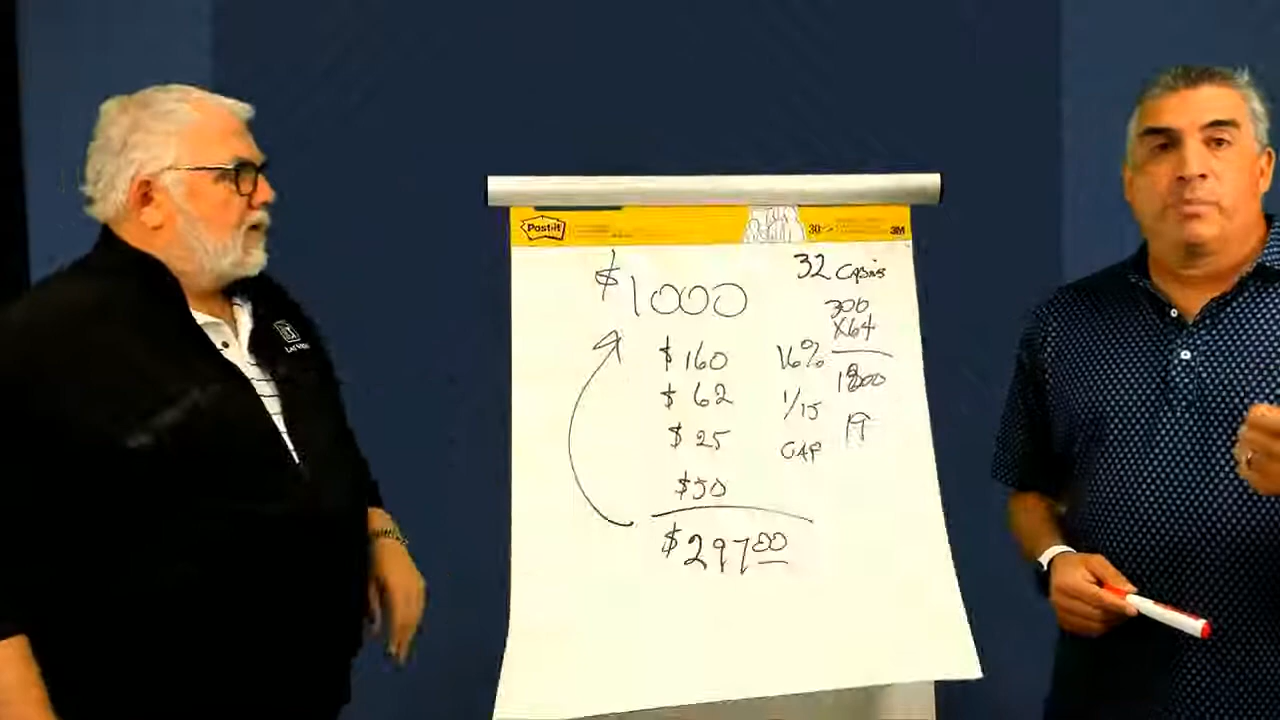 Post-it
30
3M
$1000
32
300
X64
$160 16%
1800
$62 1/15
$25
19
GAP
$50
$297.00